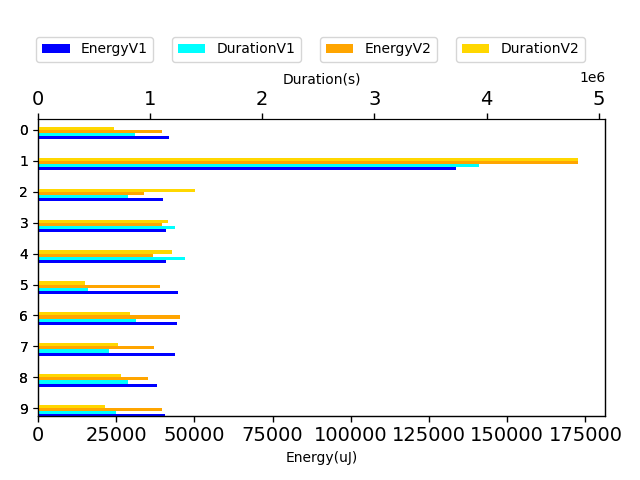 EnergyV1 DurationV1 EnergyV2 DurationV2
Duration(s)
1e6
0 1 2 3 4 5
0
1
2
3
4
5
6
7
8
9
0 25000 50000 75000 100000 125000 150000 175000
Energy(uJ)